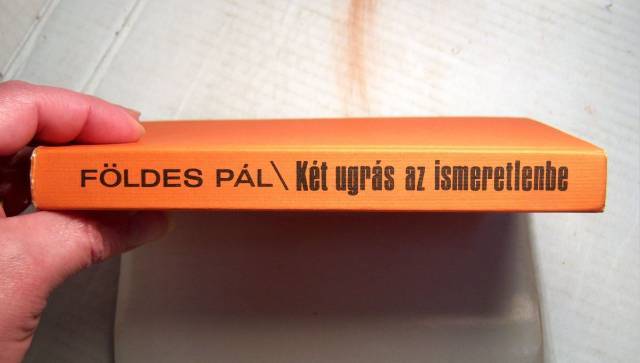 FÖLDES PÁL \ Két ugrás az ismeretlenbe